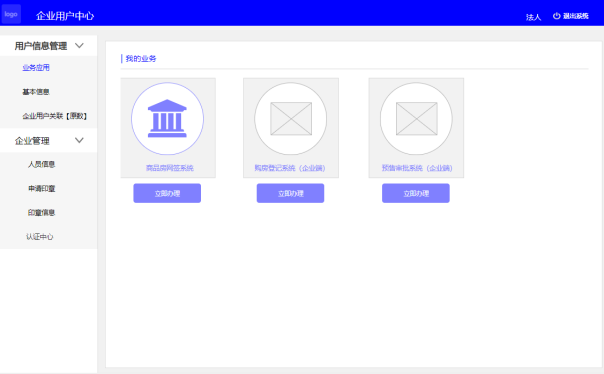 logo 企业用户中心 法人 退出系统
用户信息管理
业务应用
基本信息
企业用户关联【原数】
企业管理
人员信息
申请印章
印章信息
认证中心
我的业务
商品房网签系统 购房登记系统（企业端） 预售审批系统（企业端）
立即办理 立即办理 立即办理